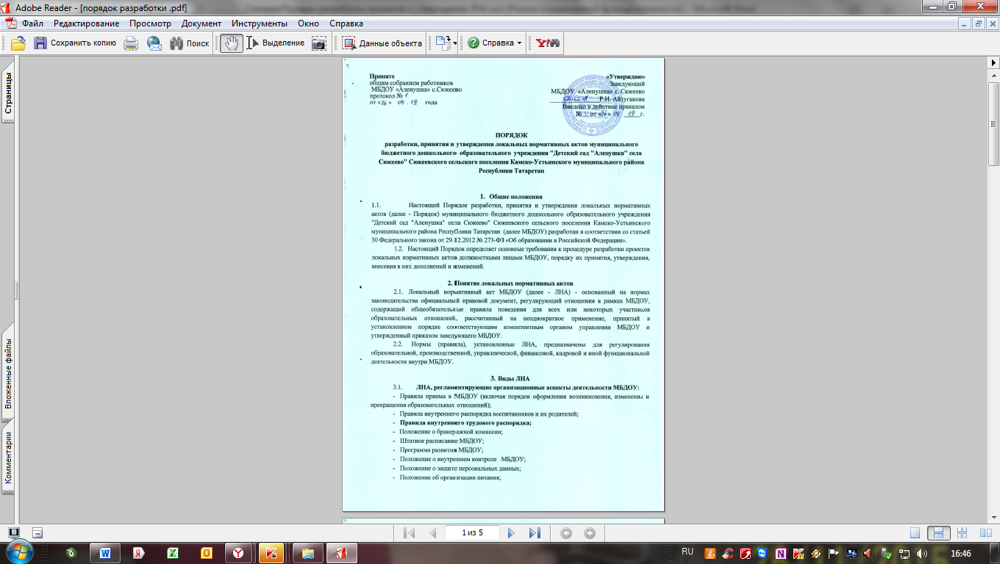 Adobe Reader - [порядок разработки .pdf]
Файл Редактирование Просмотр Документ Инструменты Окно Справка
Сохранить копию Поиск Выделение Данные объекта Справка Y!
Страницы
Вложенные файлы
Комментарии
Принято
общим собранием работников
МБДОУ «Аленушка» с.Сюкеево
протокол № 1
от «26» 09. 19 года
«Утверждаю»
Заведующий
МБДОУ «Аленушка» с. Сюкеево
Р.И. Айтуганова
Введено в действие приказом
№ от «26» 09 19 г.
ПОРЯДОК
разработки, принятия и утверждения локальных нормативных актов муниципального
бюджетного дошкольного образовательного учреждения "Детский сад "Аленушка" села
Сюкеево" Сюкеевского сельского поселения Камско-Устьинского муниципального района
Республики Татарстан
1. Общие положения
1.1. Настоящий Порядок разработки, принятия и утверждения локальных нормативных
актов (далее - Порядок) муниципального бюджетного дошкольного образовательного учреждения
"Детский сад "Аленушка" села Сюкеево" Сюкеевского сельского поселения Камско-Устьинского
муниципального района Республики Татарстан (далее МБДОУ) разработан в соответствии со статьей
30 Федерального закона от 29.12.2012 № 273-ФЗ «Об образовании в Российской Федерации».
1.2. Настоящий Порядок определяет основные требования к процедуре разработки проектов
локальных нормативных актов должностными лицами МБДОУ, порядку их принятия, утверждения,
внесения в них дополнений и изменений.
2. Понятие локальных нормативных актов
2.1. Локальный нормативный акт МБДОУ (далее - ЛНА) - основанный на нормах
законодательства официальный правовой документ, регулирующий отношения в рамках МБДОУ,
содержащий общеобязательные правила поведения для всех или некоторых участников
образовательных отношений, рассчитанный на неоднократное применение, принятый в
установленном порядке соответствующим компетентным органом управления МБДОУ и
утвержденный приказом заведующего МБДОУ.
2.2. Нормы (правила), установленные ЛНА, предназначены для регулирования
образовательной, производственной, управленческой, финансовой, кадровой и иной функциональной
деятельности внутри МБДОУ.
3. Виды ЛНА
3.1. ЛНА, регламентирующие организационные аспекты деятельности МБДОУ:
- Правила приема в МБДОУ (включая порядок оформления возникновения, изменения и
прекращения образовательных отношений);
- Правила внутреннего распорядка воспитанников и их родителей;
- Правила внутреннего трудового распорядка;
- Положение о бракеражной комиссии;
- Штатное расписание МБДОУ;
- Программа развития МБДОУ;
- Положение о внутреннем контроле МБДОУ;
- Положение о защите персональных данных;
- Положение об организации питания;
1 из 5
RU 16:46